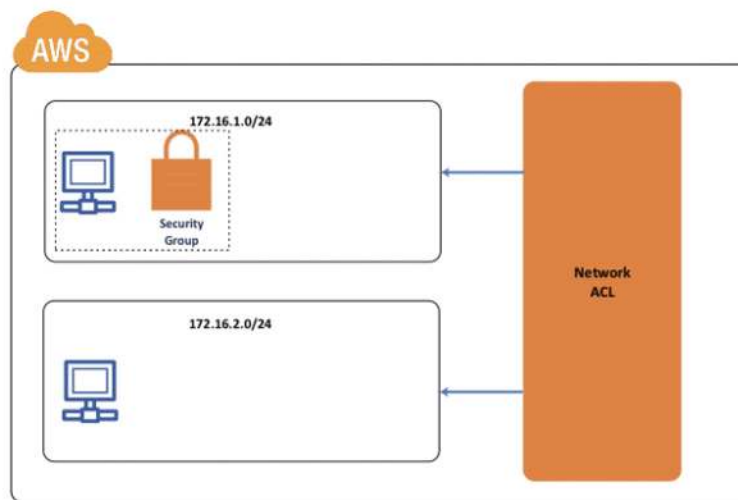 AWS
172.16.1.0/24
Security
Group
Network
ACL
172.16.2.0/24